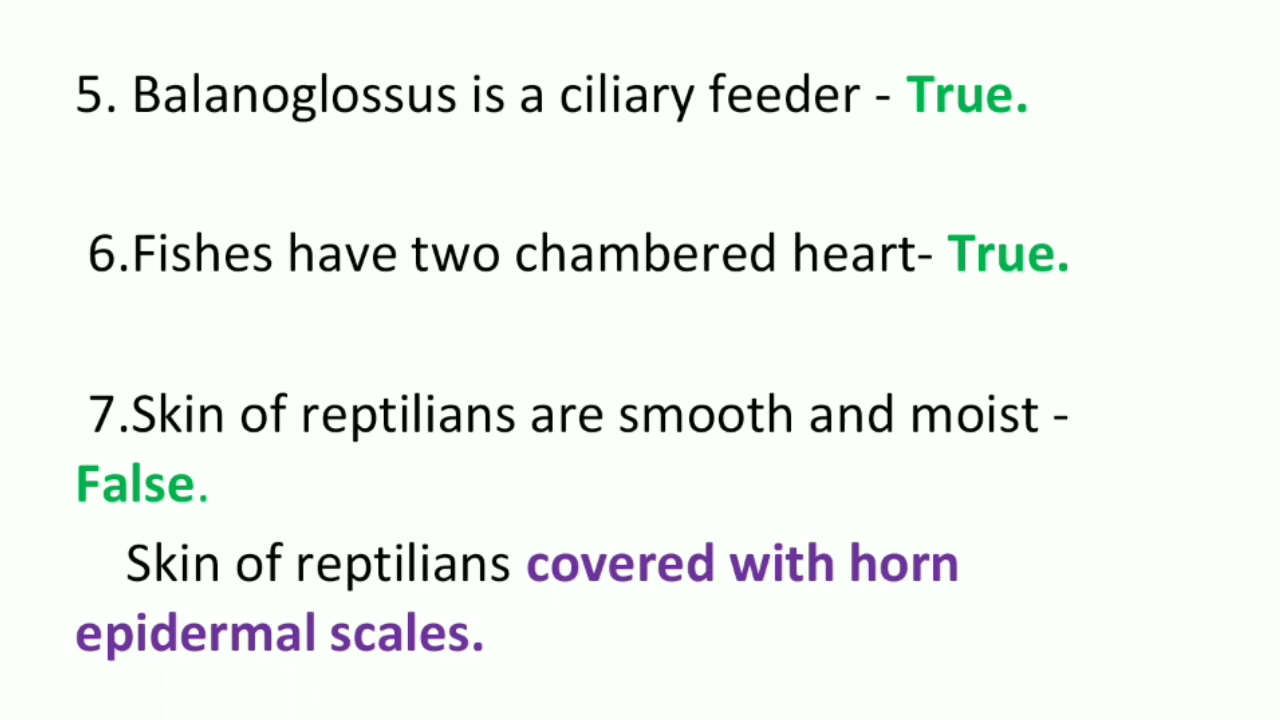 5. Balanoglossus is a ciliary feeder - True.
6.Fishes have two chambered heart- True.
7.Skin of reptilians are smooth and moist -
False.
Skin of reptilians covered with horn
epidermal scales.